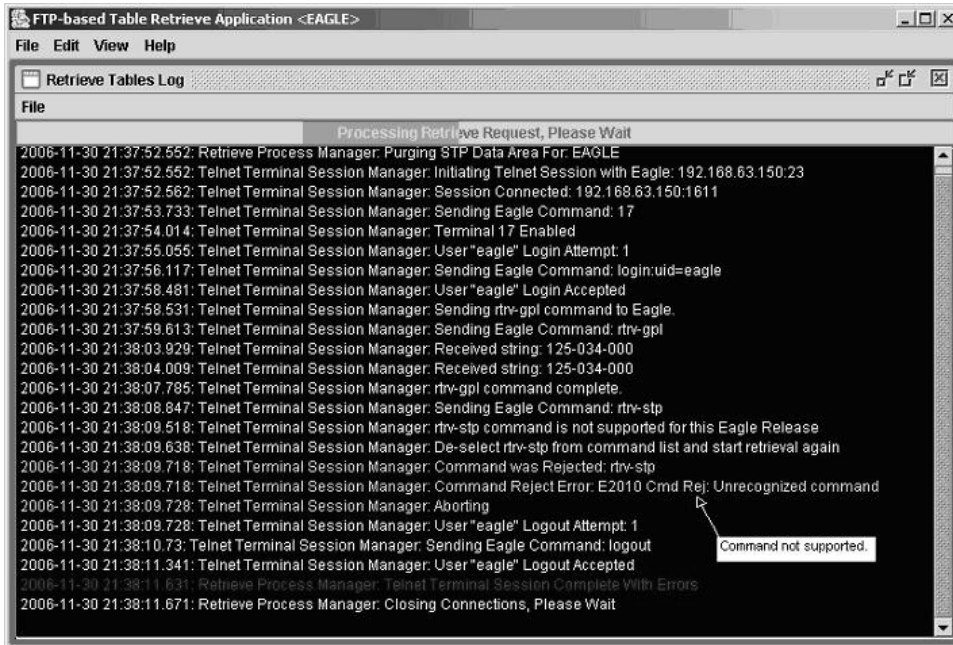 FTP-based Table Retrieve Application <EAGLE>
File Edit View Help
Retrieve Tables Log
File
Processing Retrieve Request, Please Wait
2006-11-30 21:37:52.552: Retrieve Process Manager: Purging STP Data Area For: EAGLE
2006-11-30 21:37:52.552: Telnet Terminal Session Manager: Initiating Telnet Session with Eagle: 192.168.63.150:23
2006-11-30 21:37:52.562: Telnet Terminal Session Manager: Session Connected: 192.168.63.150:1611
2006-11-30 21:37:53.733: Telnet Terminal Session Manager: Sending Eagle Command: 17
2006-11-30 21:37:54.014: Telnet Terminal Session Manager: Terminal 17 Enabled
2006-11-30 21:37:55.055: Telnet Terminal Session Manager: User "eagle" Login Attempt: 1
2006-11-30 21:37:56.117: Telnet Terminal Session Manager: Sending Eagle Command: login:uid=eagle
2006-11-30 21:37:58.481: Telnet Terminal Session Manager: User "eagle" Login Accepted
2006-11-30 21:37:58.531: Telnet Terminal Session Manager: Sending rtrv-gpl command to Eagle.
2006-11-30 21:37:59.613: Telnet Terminal Session Manager: Sending Eagle Command: rtrv-gpl
2006-11-30 21:38:03.929: Telnet Terminal Session Manager: Received string: 125-034-000
2006-11-30 21:38:04.009: Telnet Terminal Session Manager: Received string: 125-034-000
2006-11-30 21:38:07.785: Telnet Terminal Session Manager: rtrv-gpl command complete.
2006-11-30 21:38:08.847: Telnet Terminal Session Manager: Sending Eagle Command: rtrv-stp
2006-11-30 21:38:09.518: Telnet Terminal Session Manager: rtrv-stp command is not supported for this Eagle Release
2006-11-30 21:38:09.638: Telnet Terminal Session Manager: De-select rtrv-stp from command list and start retrieval again
2006-11-30 21:38:09.718: Telnet Terminal Session Manager: Command was Rejected: rtrv-stp
2006-11-30 21:38:09.718: Telnet Terminal Session Manager: Command Reject Error: E2010 Cmd Rej: Unrecognized command
2006-11-30 21:38:09.728: Telnet Terminal Session Manager: Aborting
2006-11-30 21:38:09.728: Telnet Terminal Session Manager: User "eagle" Logout Attempt: 1
2006-11-30 21:38:10.73: Telnet Terminal Session Manager: Sending Eagle Command: logout
Command not supported.
2006-11-30 21:38:11.341: Telnet Terminal Session Manager: User "eagle" Logout Accepted
2006-11-30 21:38:11.631: Retrieve Process Manager: Telnet Terminal Session Complete With Errors
2006-11-30 21:38:11.671: Retrieve Process Manager: Closing Connections, Please Wait